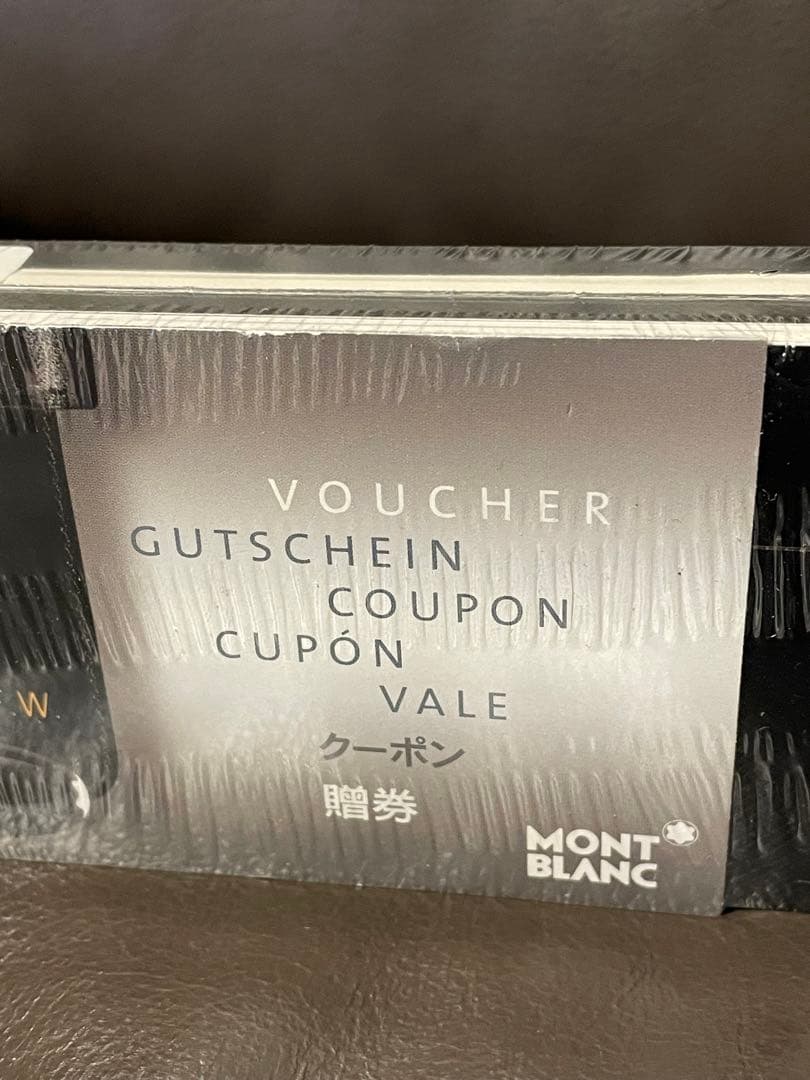 VOUCHER
GUTSCHEIN
COUPON
CUPÓN
VALE
クーポン
贈券
MONT
BLANC
W